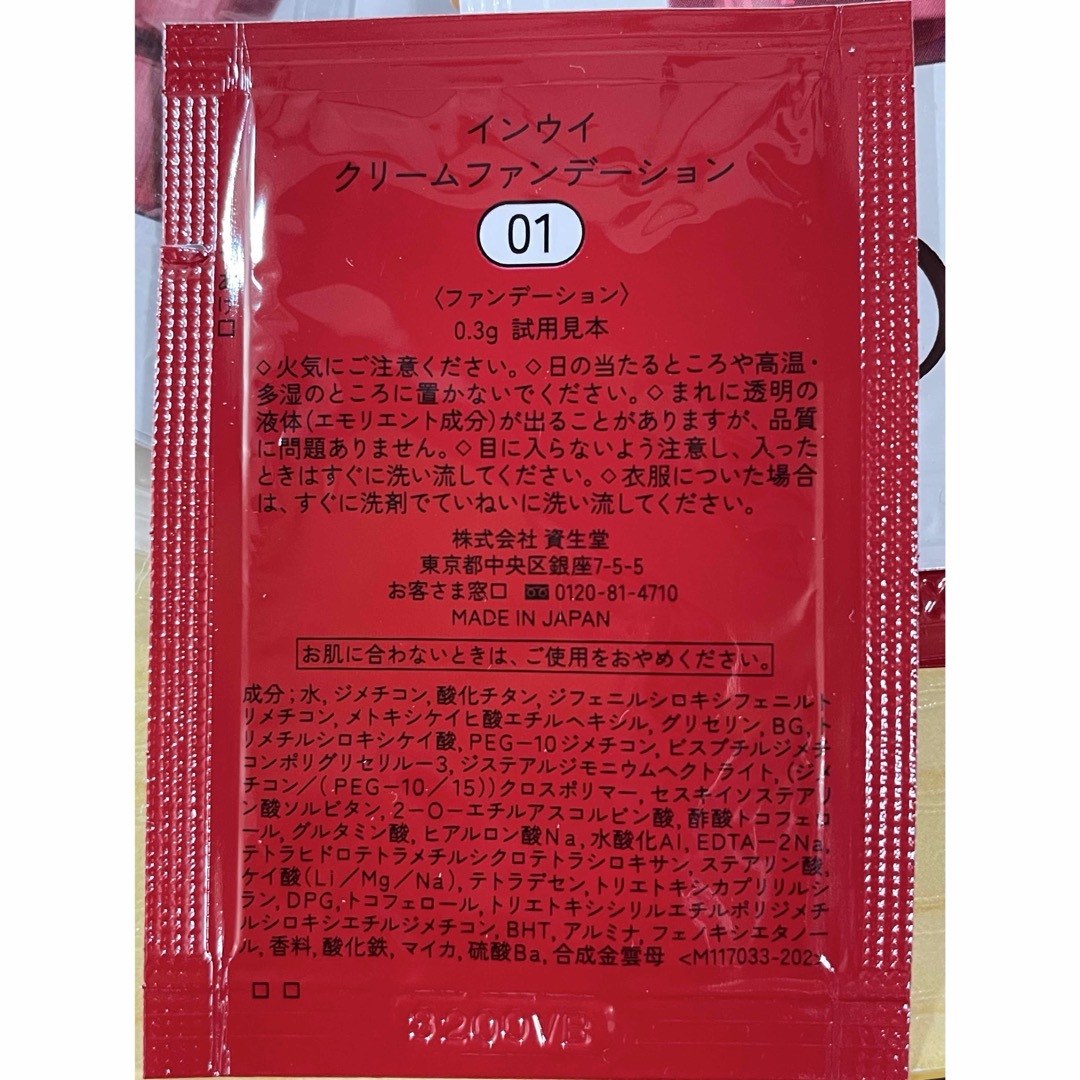 インウイ
クリームファンデーション
01
〈ファンデーション〉
0.3g 試用見本
あけ口
◇火気にご注意ください。◇日の当たるところや高温・
多湿のところに置かないでください。◇まれに透明の
液体(エモリエント成分)が出ることがありますが、品質
に問題ありません。◇目に入らないよう注意し、入った
ときはすぐに洗い流してください。◇衣服についた場合
は、すぐに洗剤でていねいに洗い流してください。
株式会社 資生堂
東京都中央区銀座7-5-5
お客さま窓口 0120-81-4710
MADE IN JAPAN
お肌に合わないときは、ご使用をおやめください。
成分:水, ジメチコン, 酸化チタン, ジフェニルシロキシフェニルト
リメチコン, メトキシケイヒ酸エチルヘキシル, グリセリン, BG, ト
リメチルシロキシケイ酸, PEG-10ジメチコン, ビスブチルジメチ
コンポリグリセリル-3, ジステアルジモニウムヘクトライト, (ジメ
チコン/(PEG-10/15))クロスポリマー, セスキイソステアリ
ン酸ソルビタン, 2-O-エチルアスコルビン酸, 酢酸トコフェロ
ール, グルタミン酸, ヒアルロン酸Na, 水酸化Al, EDTA-2Na,
テトラヒドロテトラメチルシクロテトラシロキサン, ステアリン酸,
ケイ酸(Li/Mg/Na), テトラデセン, トリエトキシカプリリルシ
ラン, DPG, トコフェロール, トリエトキシシリルエチルポリジメチ
ルシロキシエチルジメチコン, BHT, アルミナ, フェノキシエタノー
ル, 香料, 酸化鉄, マイカ, 硫酸Ba, 合成金雲母 <M117033-202>